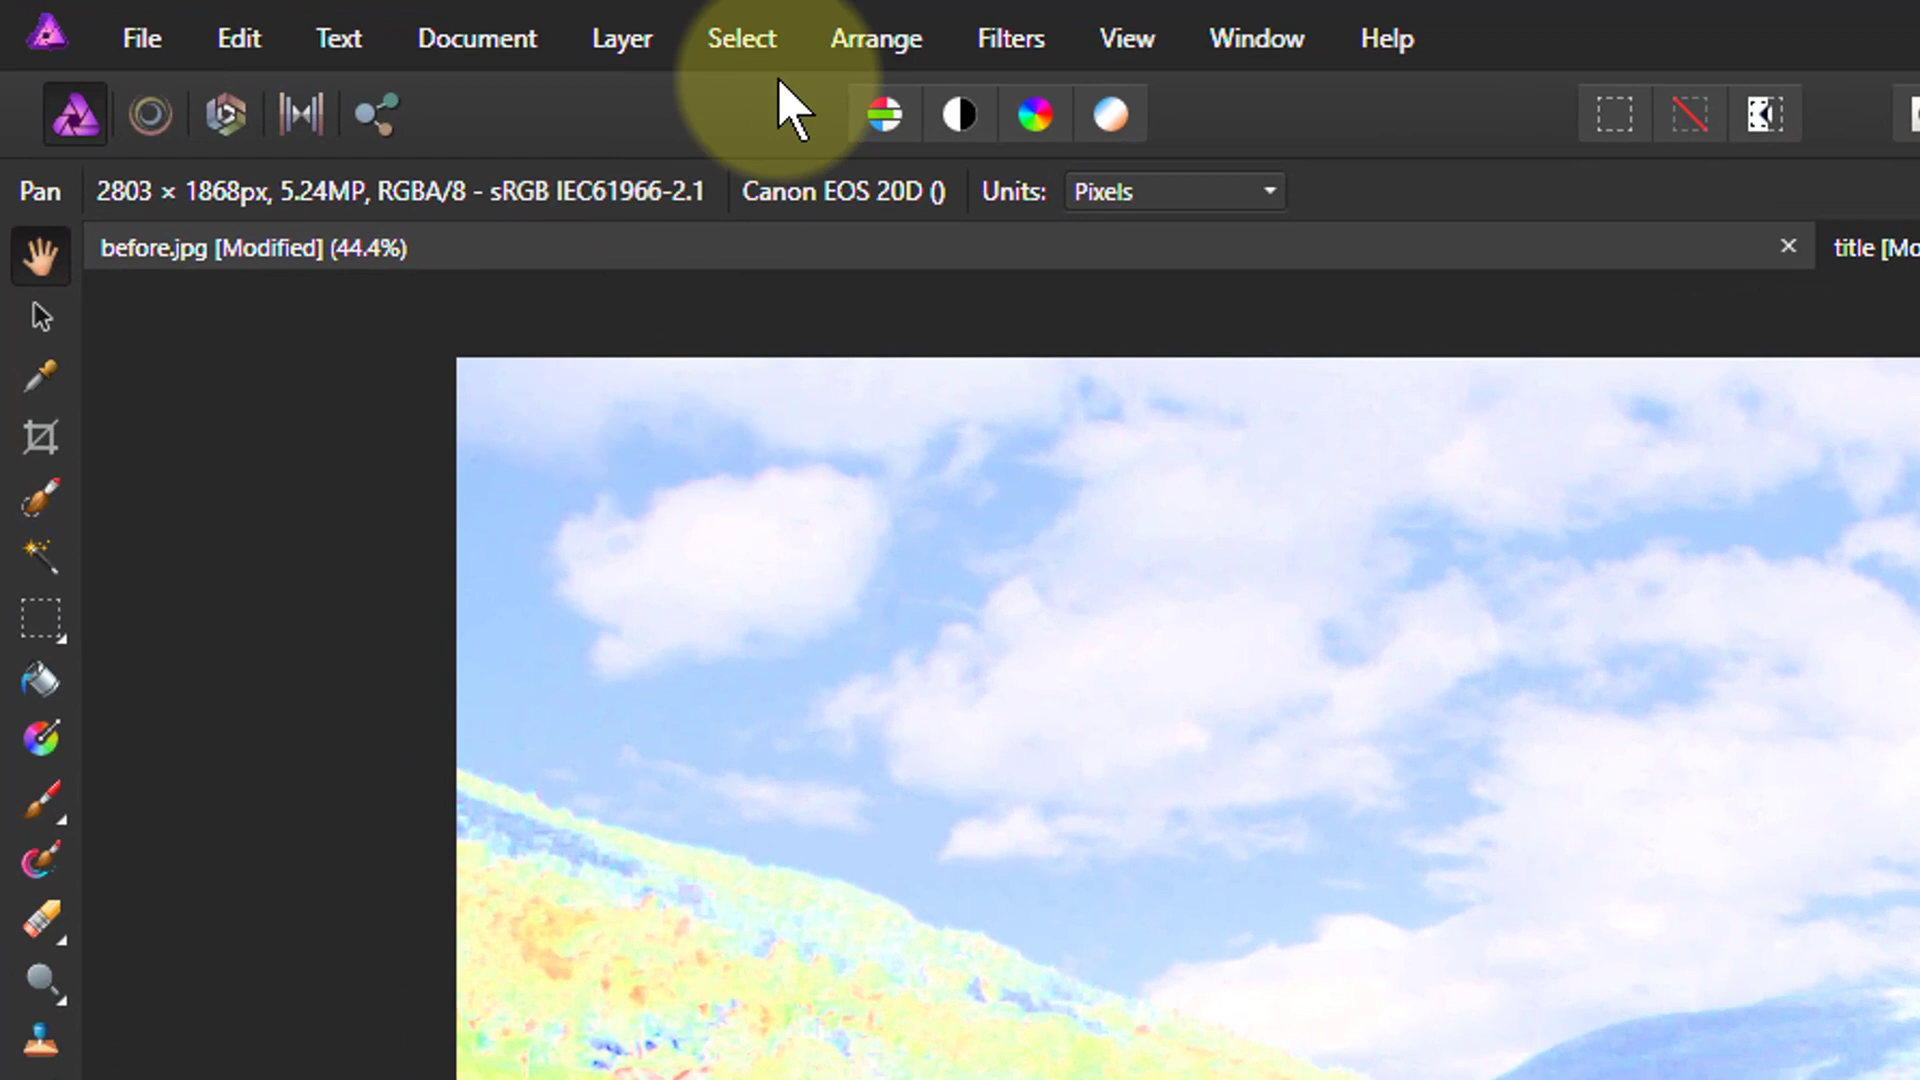 File Edit Text Document Layer Select Arrange Filters View Window Help
Pan 2803 × 1868px, 5.24MP, RGBA/8 - sRGB IEC61966-2.1 Canon EOS 20D () Units: Pixels
before.jpg [Modified] (44.4%) title [Mo